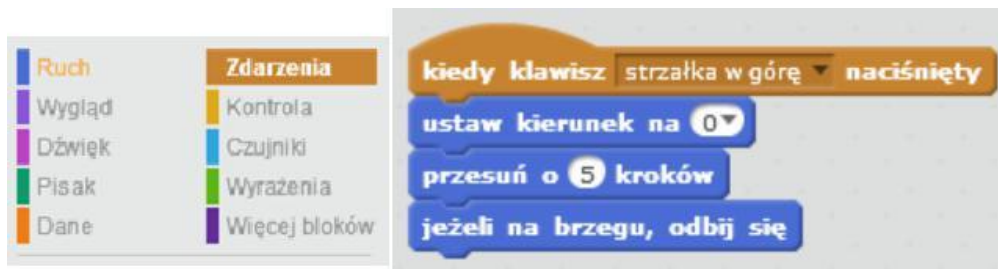 Ruch Zdarzenia
Wygląd Kontrola
Dźwięk Czujniki
Pisak Wyrażenia
Dane Więcej bloków
kiedy klawisz strzałka w górę naciśnięty
ustaw kierunek na 0
przesuń o 5 kroków
jeżeli na brzegu, odbij się